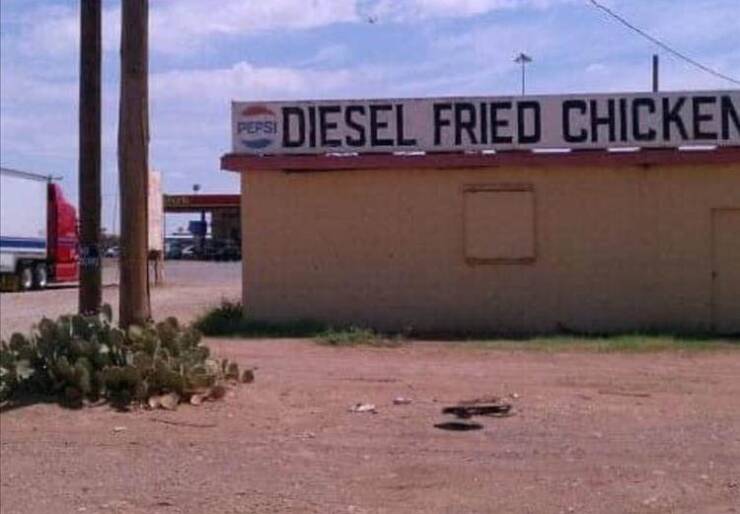 PEPSI DIESEL FRIED CHICKEN